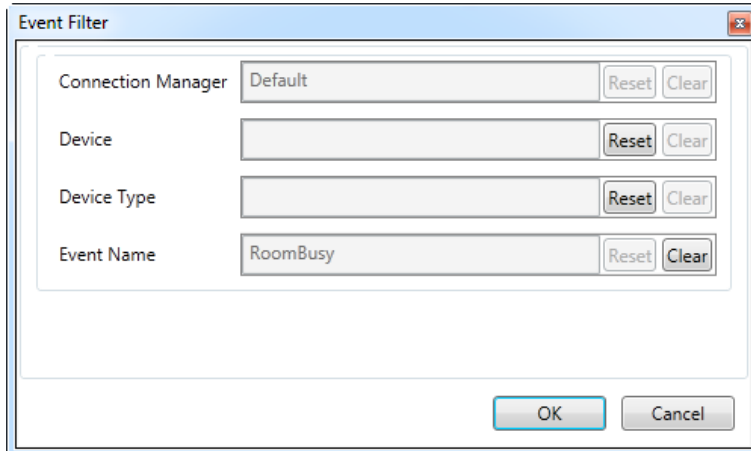 Event Filter
Connection Manager Default Reset Clear
Device Reset Clear
Device Type Reset Clear
Event Name RoomBusy Reset Clear
OK Cancel